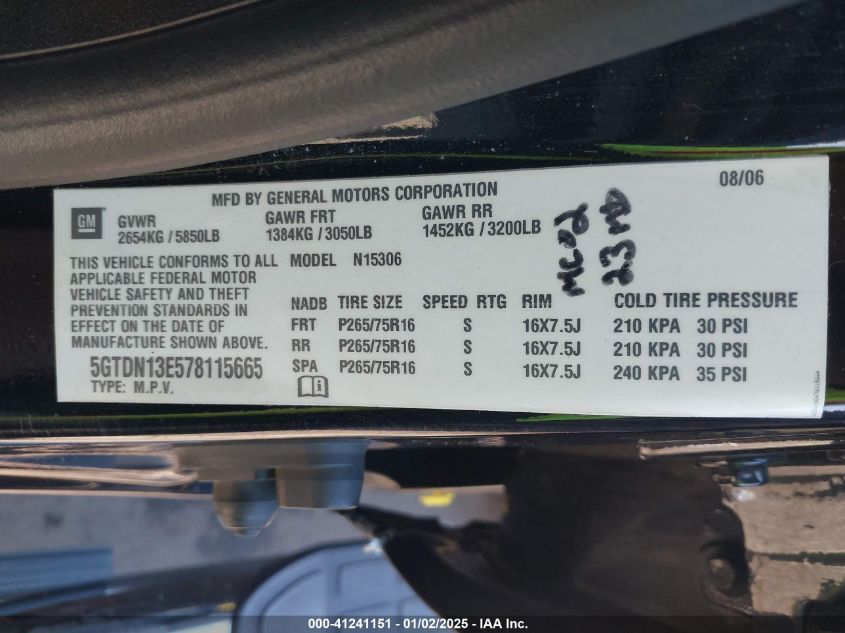 MFD BY GENERAL MOTORS CORPORATION 08/06
GM
GVWR GAWR FRT GAWR RR
2654KG / 5850LB 1384KG / 3050LB 1452KG / 3200LB
THIS VEHICLE CONFORMS TO ALL
APPLICABLE FEDERAL MOTOR
VEHICLE SAFETY AND THEFT
PREVENTION STANDARDS IN
EFFECT ON THE DATE OF
MANUFACTURE SHOWN ABOVE.
5GTDN13E578115665
TYPE: M.P.V.
MODEL N15306
NADB TIRE SIZE SPEED RTG RIM COLD TIRE PRESSURE
FRT P265/75R16 S 16X7.5J 210 KPA 30 PSI
RR P265/75R16 S 16X7.5J 210 KPA 30 PSI
SPA P265/75R16 S 16X7.5J 240 KPA 35 PSI
i
000-41241151 - 01/02/2025 - IAA Inc.